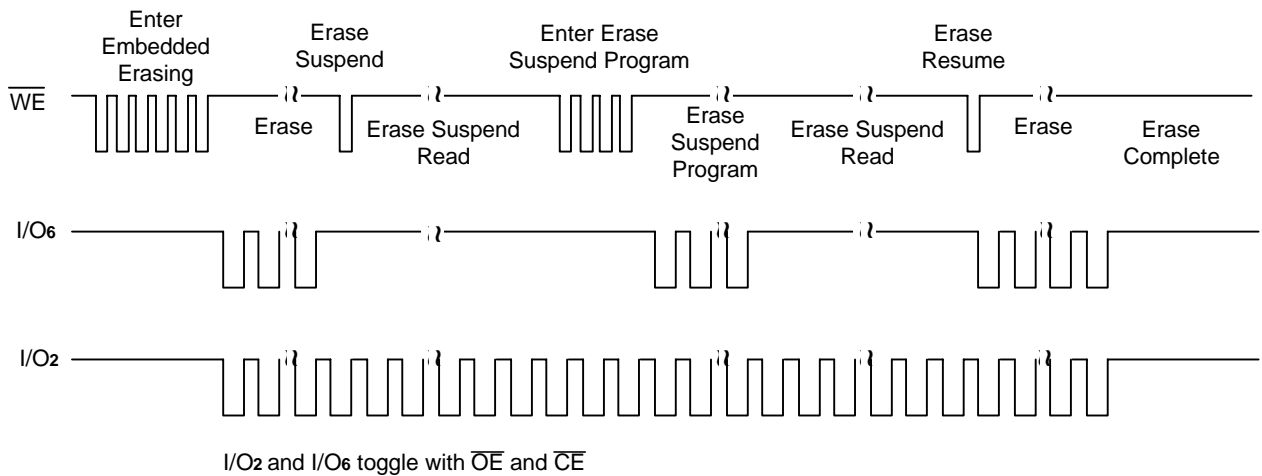 Enter
Embedded
Erasing
Erase
Suspend
Enter Erase
Suspend Program
Erase
Resume
WE
Erase
Erase Suspend
Read
Erase
Suspend
Program
Erase Suspend
Read
Erase
Erase
Complete
I/O6
I/O2
I/O2 and I/O6 toggle with OE and CE